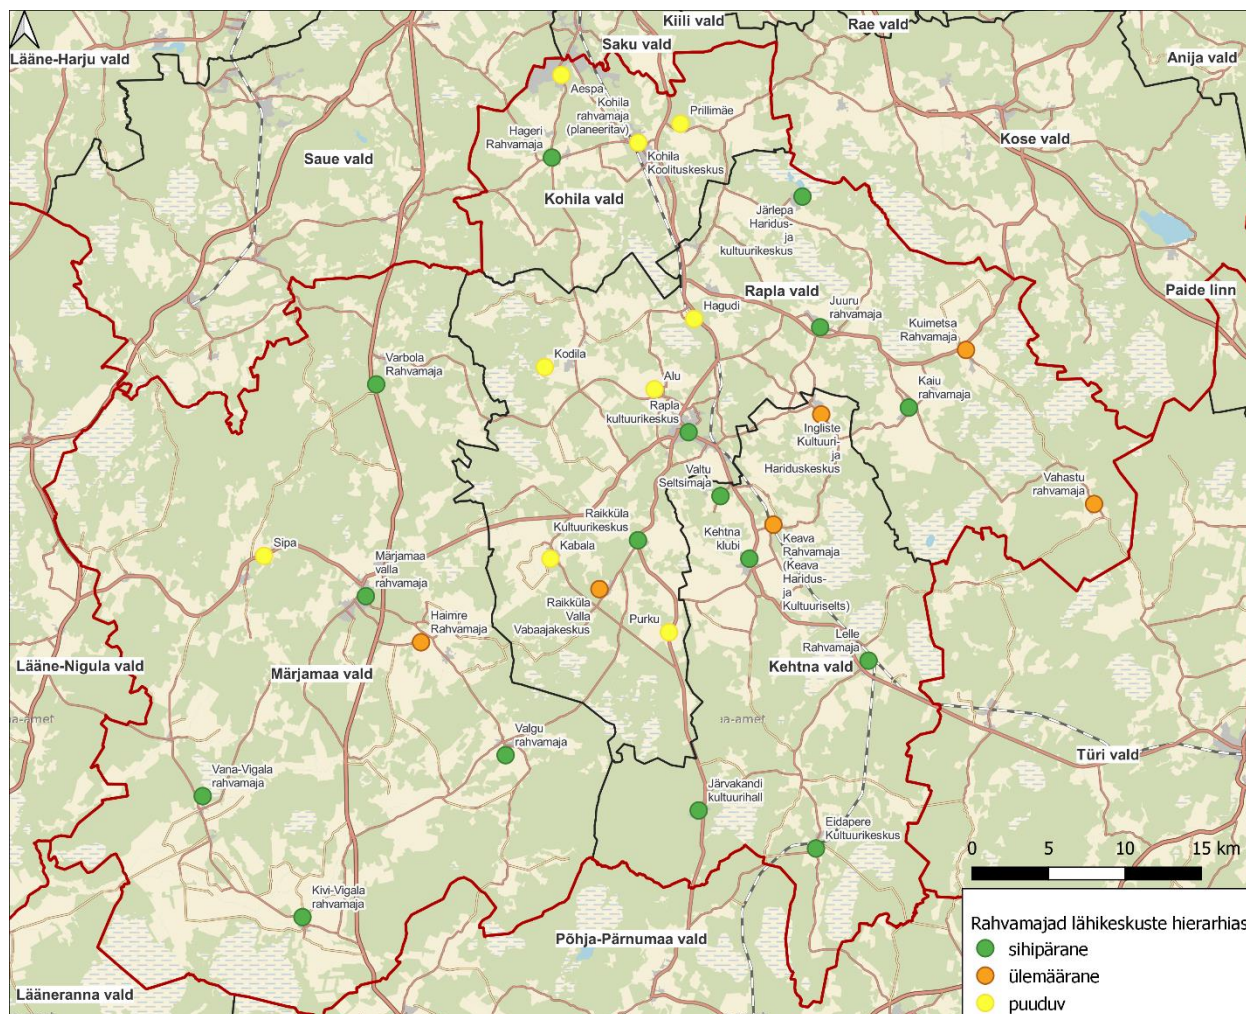 Kiili vald
Rae vald
Saku vald
Lääne-Harju vald
Anija vald
Aespa
Kohila
rahvamaja
(planeeritav)
Prillimäe
Hageri
Rahvamaja
Kose vald
Saue vald
Kohila
Koolituskeskus
Kohila vald
Järlepa
Haridus-
ja
kultuurikeskus
Rapla vald
Paide linn
Hagudi
Juuru
rahvamaja
Kuimetsa
Rahvamaja
Varbola
Rahvamaja
Kodila
Alu
Kaiu
rahvamaja
Rapla
kultuurikeskus
Ingliste
Kultuuri-
ja
Hariduskeskus
Valtu
Seltsimaja
Vahastu
rahvamaja
Raikküla
Kultuurikeskus
Sipa
Kabala
Kehtna
klubi
Keava
Rahvamaja
(Keava
Haridus-
ja
Kultuuriselts)
Märjamaa
valla
rahvamaja
Raikküla
Valla
Vabaajakeskus
Haimre
Rahvamaja
Purku
Lelle
Rahvamaja
Lääne-Nigula vald
Märjamaa vald
Kehtna vald
aa-amet
aa-amet
Valgu
rahvamaja
Türi vald
Vana-Vigala
rahvamaja
Järvakandi
kultuurihall
Eidapere
Kultuurikeskus
0 5 10 15 km
Kivi-Vigala
rahvamaja
Põhja-Pärnumaa vald
Lääneranna vald
Rahvamajad lähikeskuste hierarhias
sihipärane
ülemäärane
puuduv